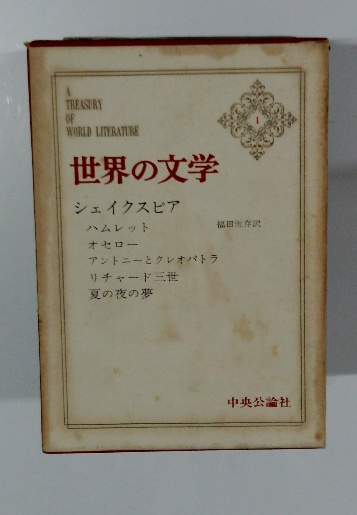 A
TREASURY
OF
WORLD LITERATURE
1
世界の文学
シェイクスピア
ハムレット
福田恆存訳
オセロー
アントニーとクレオパトラ
リチャード三世
夏の夜の夢
中央公論社